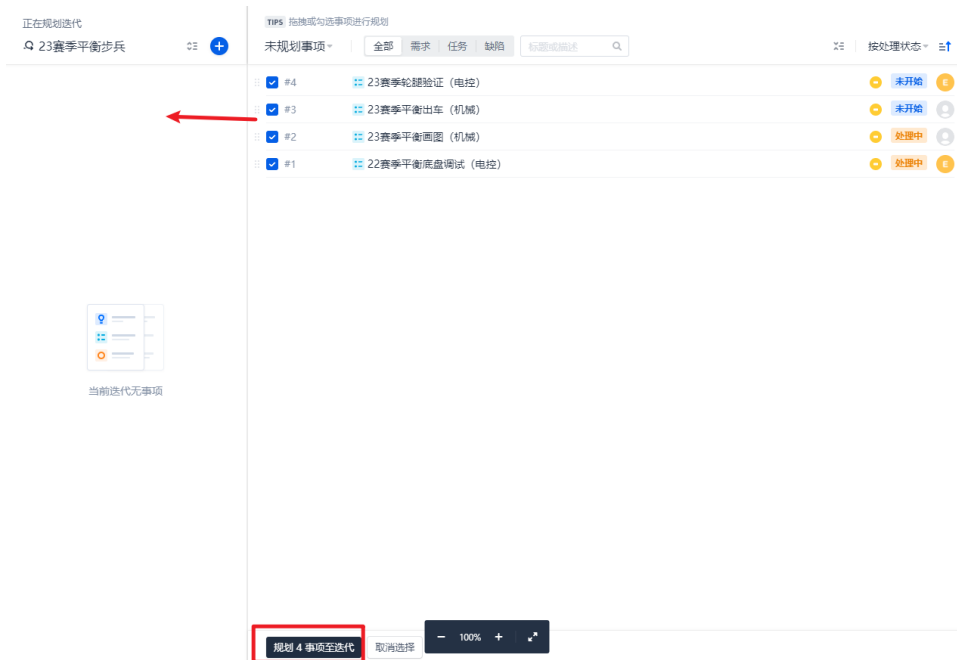 正在规划迭代
23赛季平衡步兵
TIPS 拖拽或勾选事项进行规划
未规划事项 全部 需求 任务 缺陷 标题或描述 按处理状态
#4 23赛季轮腿验证（电控） 未开始 E
#3 23赛季平衡出车（机械） 未开始
#2 23赛季平衡画图（机械） 处理中
#1 22赛季平衡底盘调试（电控） 处理中 E
当前迭代无事项
规划 4 事项至迭代 取消选择 − 100% +